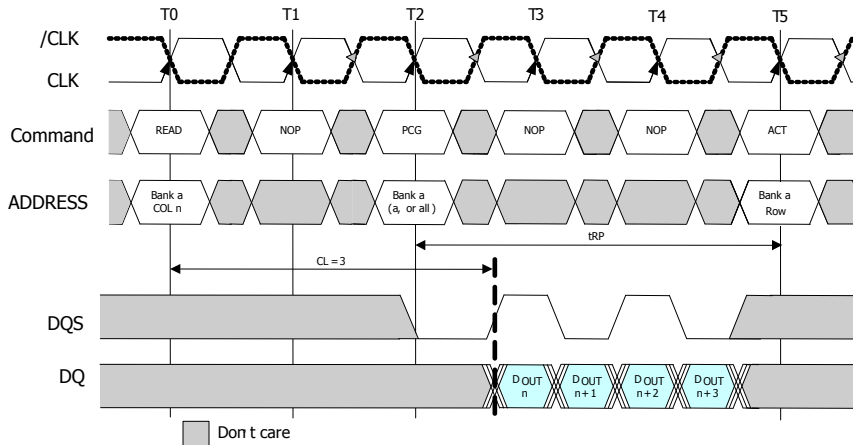 T0 T1 T2 T3 T4 T5
/CLK
CLK
Command READ NOP PCG NOP NOP ACT
ADDRESS Bank a COL n Bank a (a, or all) Bank a Row
tRP
CL = 3
DQS
DQ DOUT n DOUT n+1 DOUT n+2 DOUT n+3
Don't care